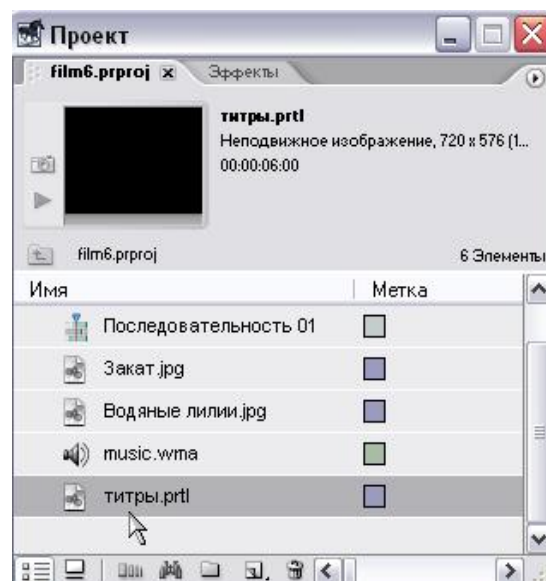 Проект
film6.prproj Эффекты
титры.prtl
Неподвижное изображение, 720 x 576 (1...
00:00:06:00
film6.prproj 6 Элементы
Имя Метка
Последовательность 01
Закат.jpg
Водяные лилии.jpg
music.wma
титры.prtl